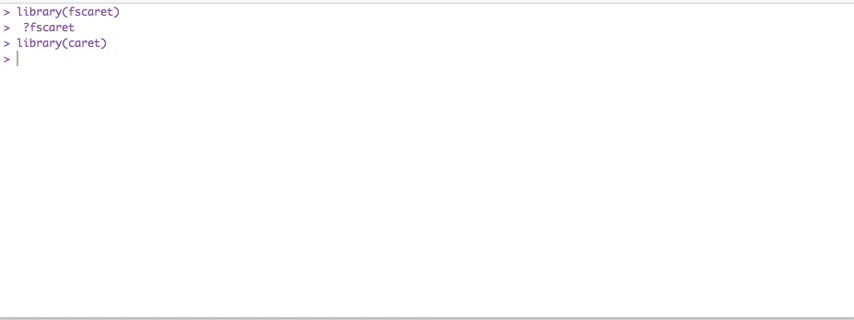 > library(fscaret)
>  ?fscaret
> library(caret)
>